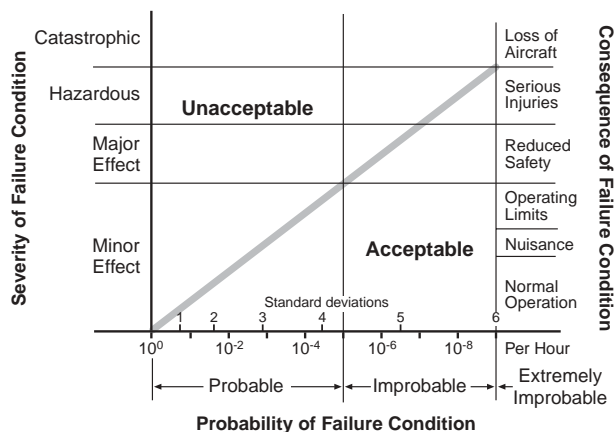 Catastrophic
Hazardous
Major
Effect
Minor
Effect
Severity of Failure Condition
Unacceptable
Acceptable
Loss of
Aircraft
Serious
Injuries
Reduced
Safety
Operating
Limits
Nuisance
Normal
Operation
Consequence of Failure Condition
Standard deviations
1 2 3 4 5 6
10⁰ 10⁻² 10⁻⁴ 10⁻⁶ 10⁻⁸ Per Hour
Probable Improbable Extremely
Improbable
Probability of Failure Condition